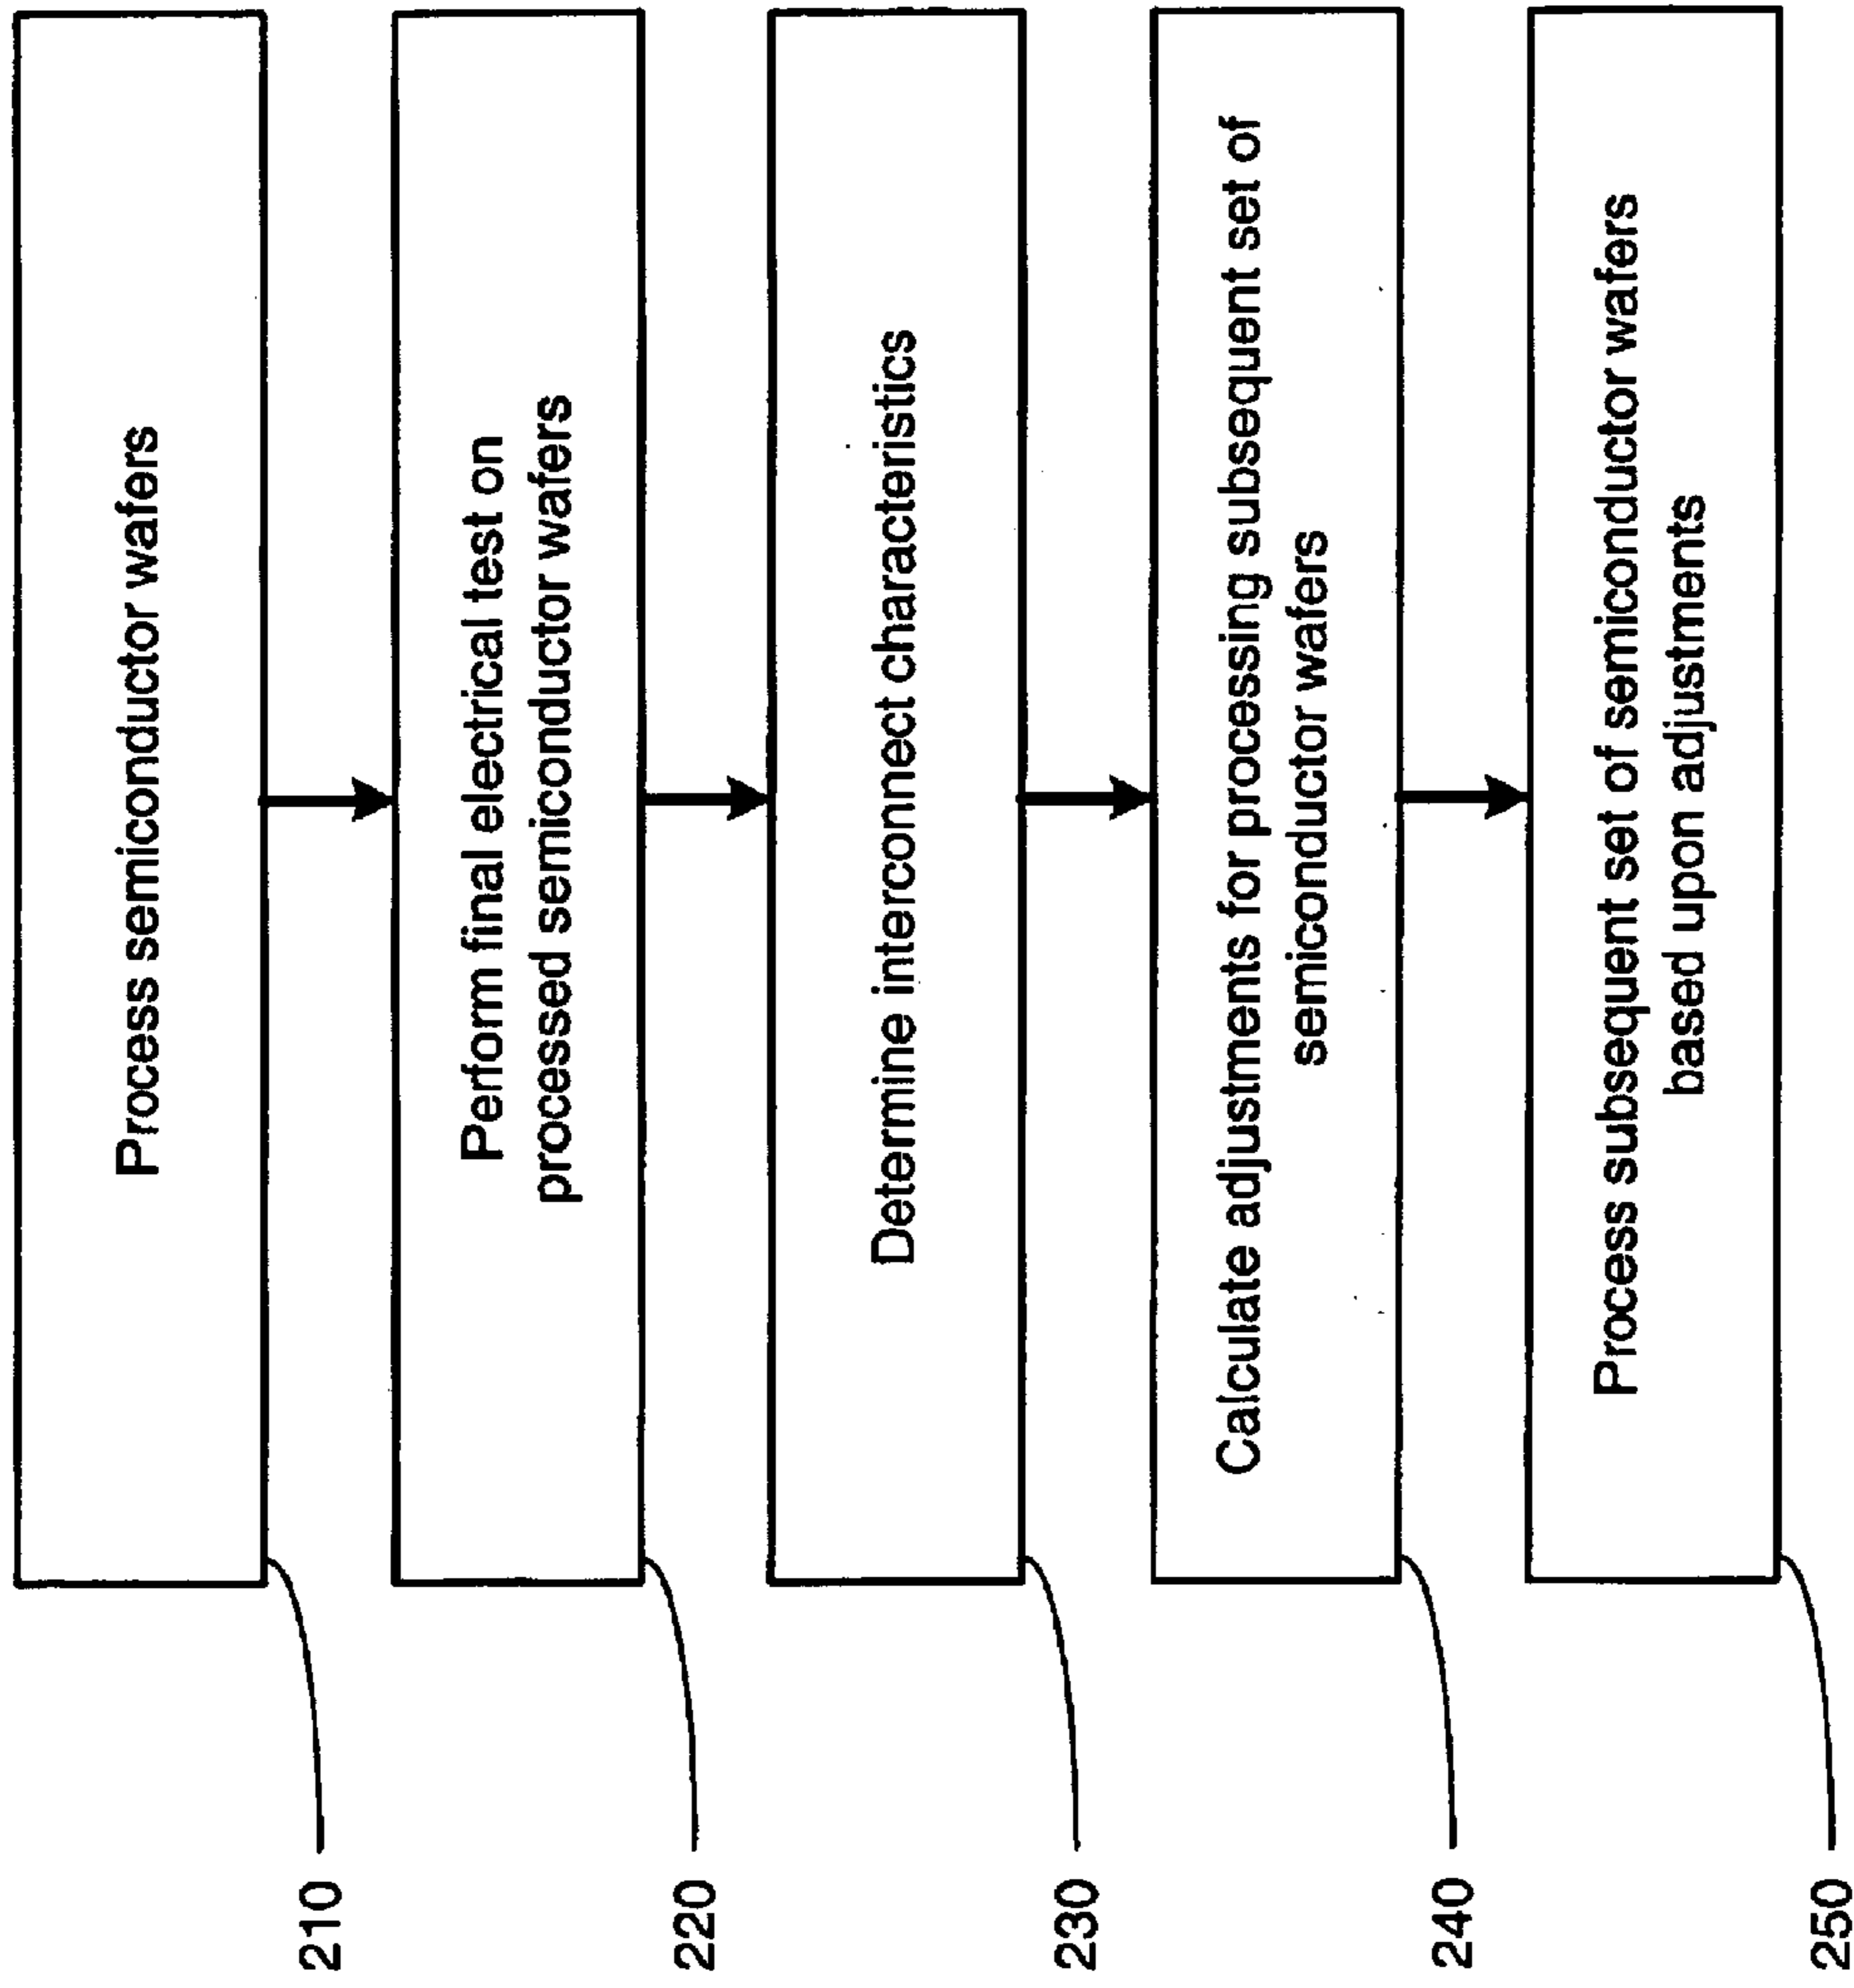 Process semiconductor wafers
210
Perform final electrical test on
processed semiconductor wafers
220
Determine interconnect characteristics
230
Calculate adjustments for processing subsequent set of
semiconductor wafers
240
Process subsequent set of semiconductor wafers
based upon adjustments
250